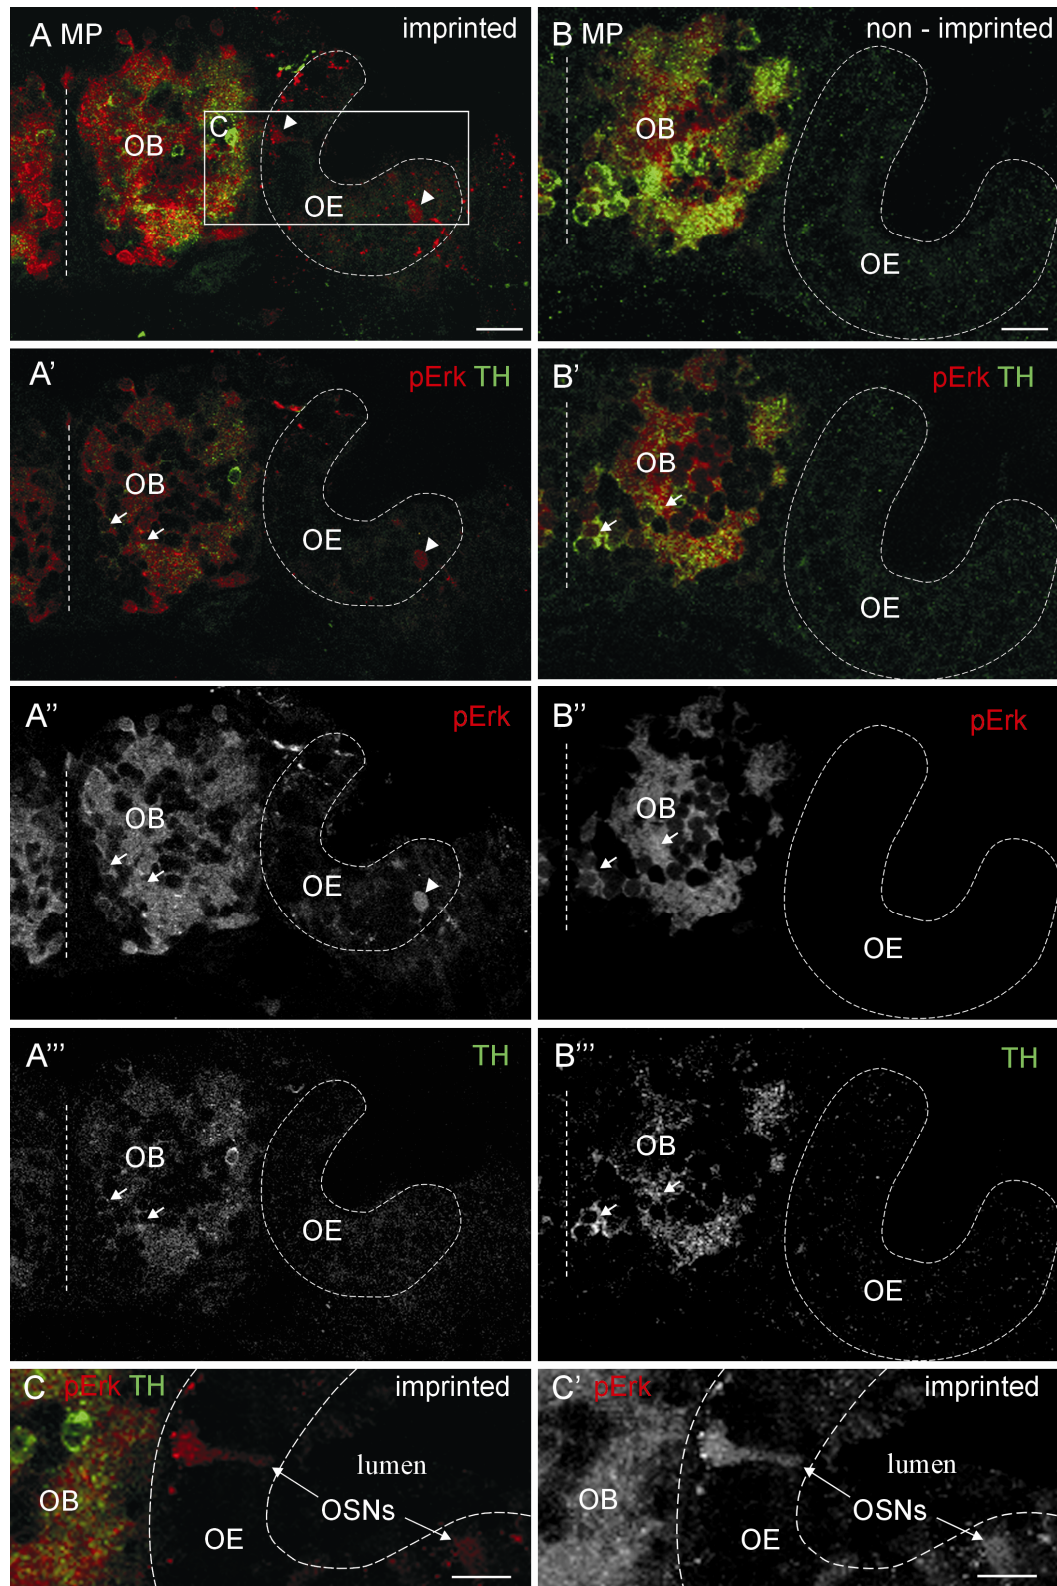 A MP imprinted
C
OB
OE
B MP non - imprinted
OB
OE
A' pErk TH
OB
OE
B' pErk TH
OB
OE
A'' pErk
OB
OE
B'' pErk
OB
OE
A''' TH
OB
OE
B''' TH
OB
OE
C pErk TH imprinted
lumen
OB
OSNs
OE
C' pErk imprinted
lumen
OB
OSNs
OE